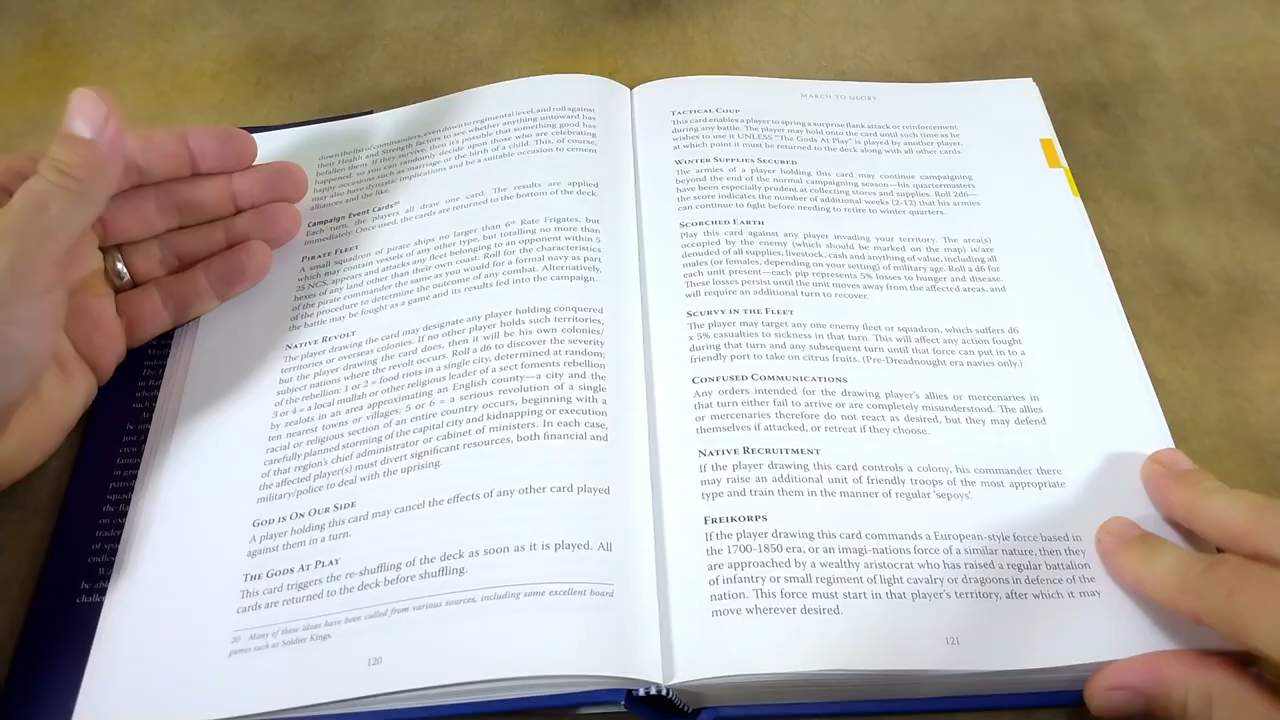 down the list of commanders, even down to regimental level, and roll against
their Health and Strength factors to see whether anything untoward has
befallen them. If they survive, then it's possible that something good has
happened, so you can randomly decide upon those who are celebrating
happy occasions such as marriage or the birth of a child. This, of course,
may also have dynastic implications and be a suitable occasion to cement
alliances and the like.
Campaign Event Cards20
Each turn, the players all draw one card. The results are applied
immediately. Once used, the cards are returned to the bottom of the deck.
PIRATE FLEET
A small squadron of pirate ships no larger than 6th Rate Frigates, but
which may contain vessels of any other type, but totalling no more than
25 NCS, appears and attacks any fleet belonging to an opponent within 5
hexes of any land other than their own coast. Roll for the characteristics
of the pirate commander the same as you would for a formal navy as part
of the procedure to determine the outcome of any combat. Alternatively,
the battle may be fought as a game and its results fed into the campaign.
NATIVE REVOLT
The player drawing the card may designate any player holding conquered
territories or overseas colonies. If no other player holds such territories,
but the player drawing the card does, then it will be his own colonies/
subject nations where the revolt occurs. Roll a d6 to discover the severity
of the rebellion: 1 or 2 = food riots in a single city, determined at random;
3 or 4 = a local mullah or other religious leader of a sect foments rebellion
by zealots in an area approximating an English county—a city and the
ten nearest towns or villages; 5 or 6 = a serious revolution of a single
racial or religious section of an entire country occurs, beginning with a
carefully planned storming of the capital city and kidnapping or execution
of that region's chief administrator or cabinet of ministers. In each case,
the affected player(s) must divert significant resources, both financial and
military/police to deal with the uprising.
GOD IS ON OUR SIDE
A player holding this card may cancel the effects of any other card played
against them in a turn.
THE GODS AT PLAY
This card triggers the re-shuffling of the deck as soon as it is played. All
cards are returned to the deck before shuffling.
20 Many of these ideas have been called from various sources, including some excellent board
games such as Soldier Kings.
120
MARCH TO GLORY
TACTICAL COUP
This card enables a player to spring a surprise flank attack or reinforcement
during any battle. The player may hold onto the card until such time as he
wishes to use it UNLESS "The Gods At Play" is played by another player,
at which point it must be returned to the deck along with all other cards.
WINTER SUPPLIES SECURED
The armies of a player holding this card may continue campaigning
beyond the end of the normal campaigning season—his quartermasters
have been especially prudent at collecting stores and supplies. Roll 2d6—
the score indicates the number of additional weeks (2-12) that his armies
can continue to fight before needing to retire to winter quarters.
SCORCHED EARTH
Play this card against any player invading your territory. The area(s)
occupied by the enemy (which should be marked on the map) is/are
denuded of all supplies, livestock, cash and anything of value, including all
males (or females, depending on your setting) of military age. Roll a d6 for
each unit present—each pip represents 5% losses to hunger and disease.
These losses persist until the unit moves away from the affected areas, and
will require an additional turn to recover.
SCURVY IN THE FLEET
The player may target any one enemy fleet or squadron, which suffers d6
x 5% casualties to sickness in that turn. This will affect any action fought
during that turn and any subsequent turn until that force can put in to a
friendly port to take on citrus fruits. (Pre-Dreadnought era navies only.)
CONFUSED COMMUNICATIONS
Any orders intended for the drawing player's allies or mercenaries in
that turn either fail to arrive or are completely misunderstood. The allies
or mercenaries therefore do not react as desired, but they may defend
themselves if attacked, or retreat if they choose.
NATIVE RECRUITMENT
If the player drawing this card controls a colony, his commander there
may raise an additional unit of friendly troops of the most appropriate
type and train them in the manner of regular 'sepoys'.
FREIKORPS
If the player drawing this card commands a European-style force based in
the 1700-1850 era, or an imagi-nations force of a similar nature, then they
are approached by a wealthy aristocrat who has raised a regular battalion
of infantry or small regiment of light cavalry or dragoons in defence of the
nation. This force must start in that player's territory, after which it may
move wherever desired.
121